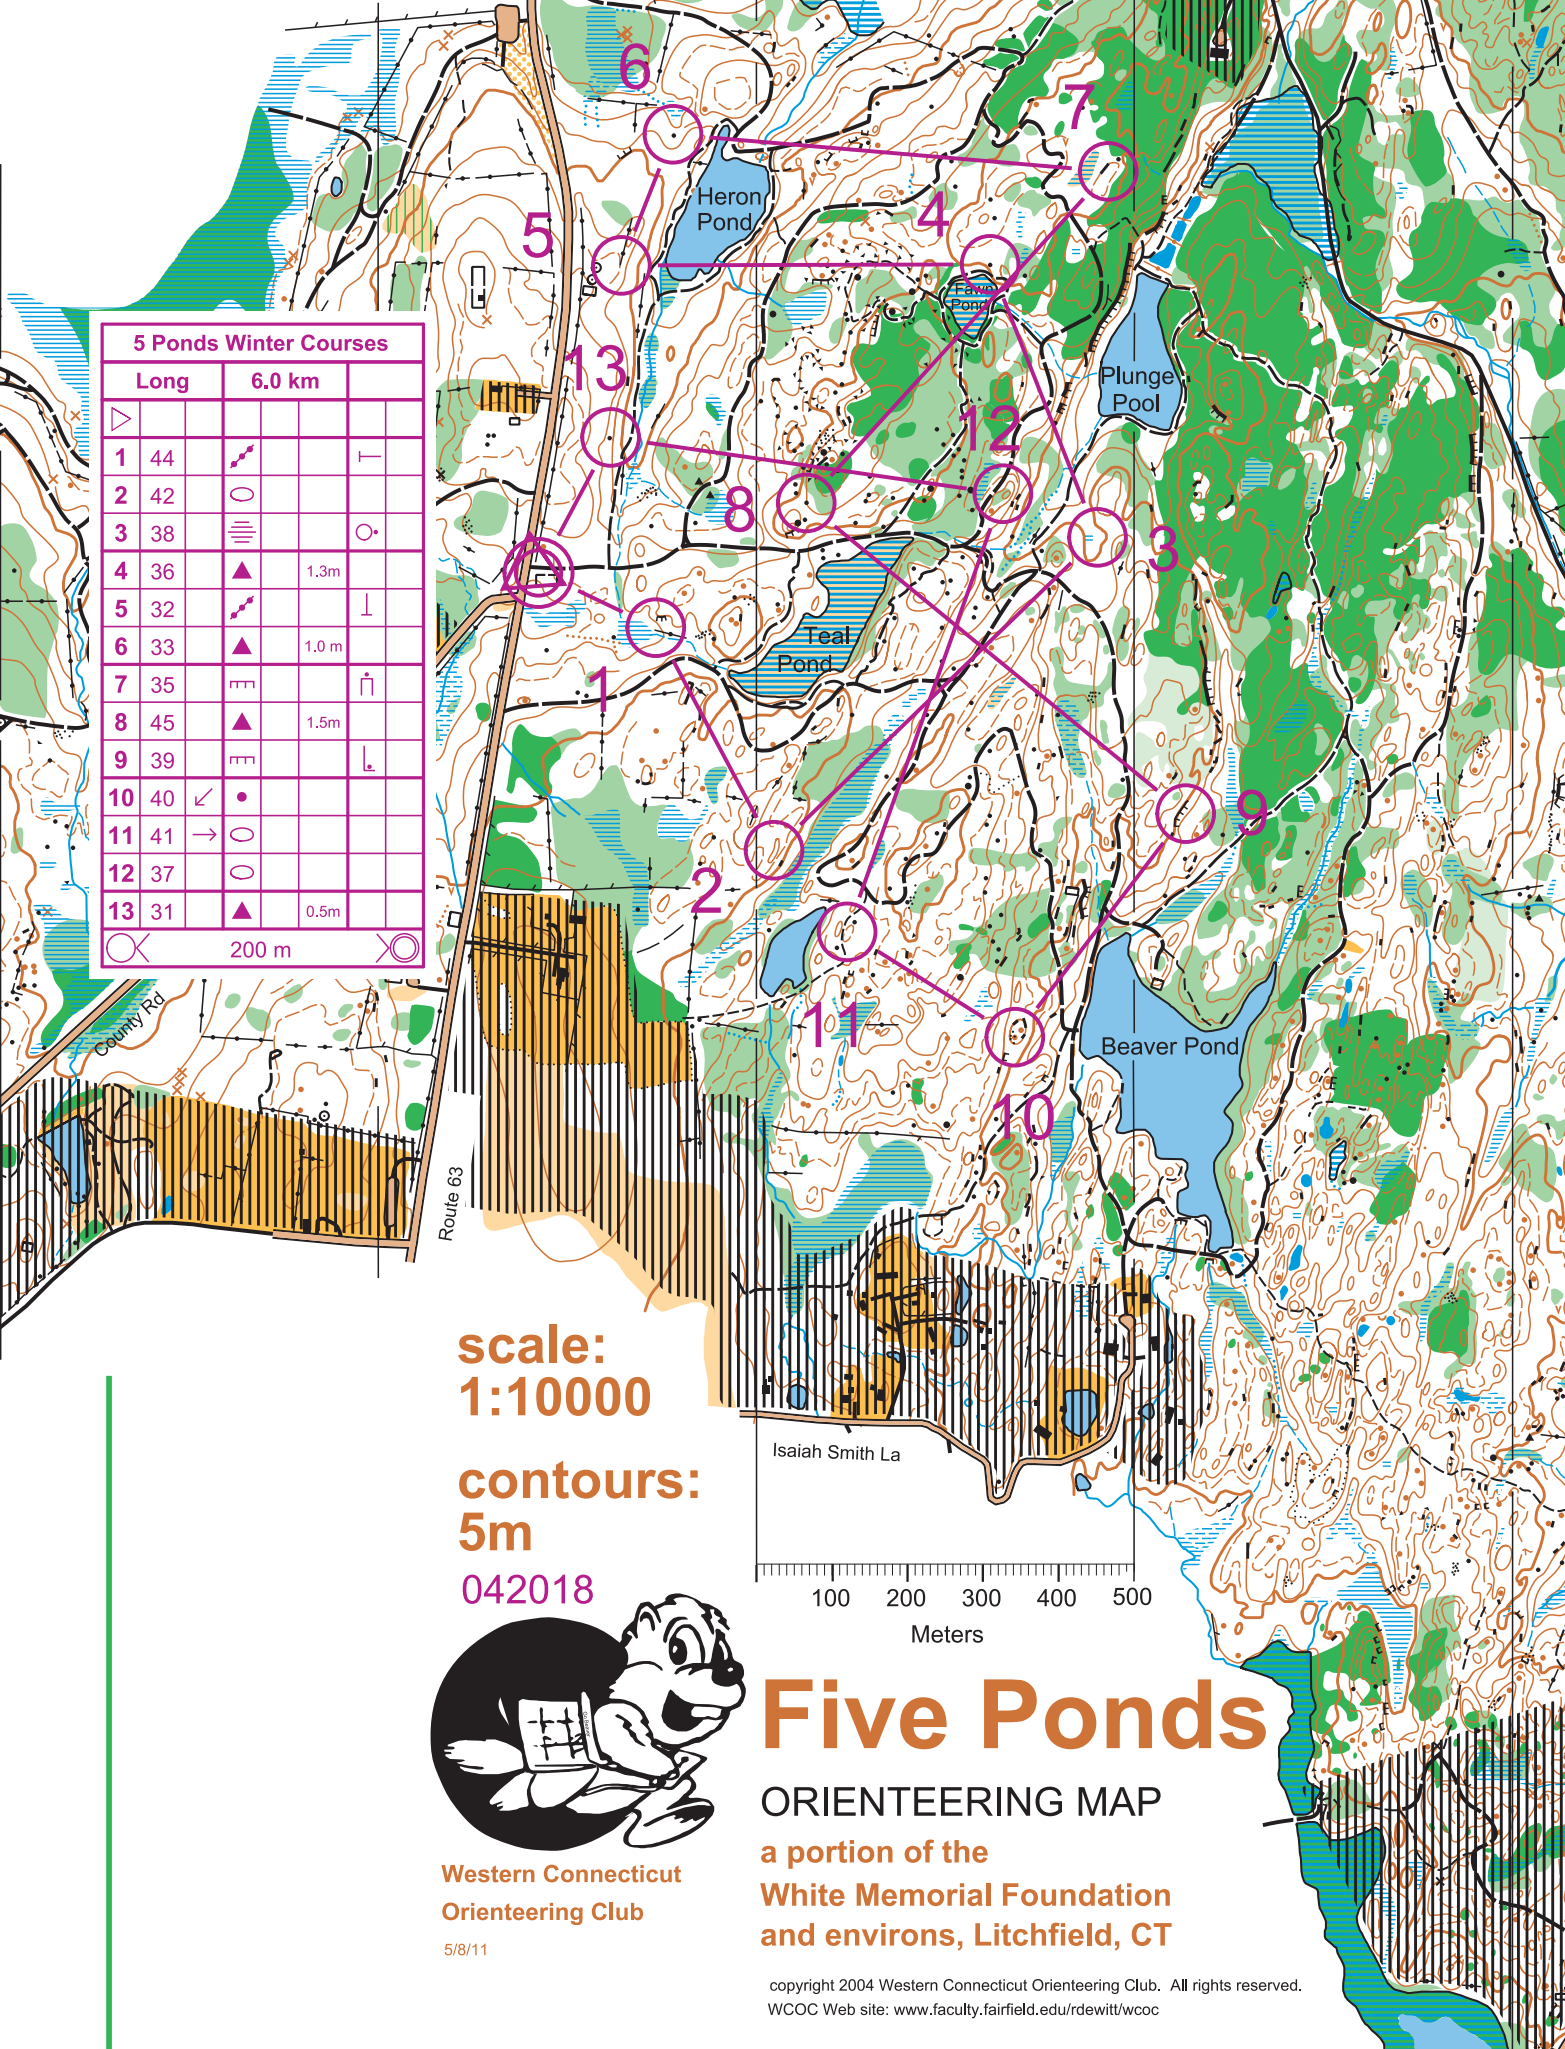 6
7
Heron
Pond
5
4
Fawn
Pond
5 Ponds Winter Courses
Long 6.0 km
1 44
2 42
3 38
4 36 1.3m
5 32
6 33 1.0 m
7 35
8 45 1.5m
9 39
10 40
11 41
12 37
13 31 0.5m
200 m
13
Plunge
Pool
12
8
3
Teal
Pond
1
9
2
11
Beaver Pond
10
County Rd
Route 63
scale:
1:10000
Isaiah Smith La
contours:
5m
042018
100 200 300 400 500
Meters
Five Ponds
ORIENTEERING MAP
a portion of the
White Memorial Foundation
and environs, Litchfield, CT
Western Connecticut
Orienteering Club
5/8/11
copyright 2004 Western Connecticut Orienteering Club. All rights reserved.
WCOC Web site: www.faculty.fairfield.edu/rdewitt/wcoc